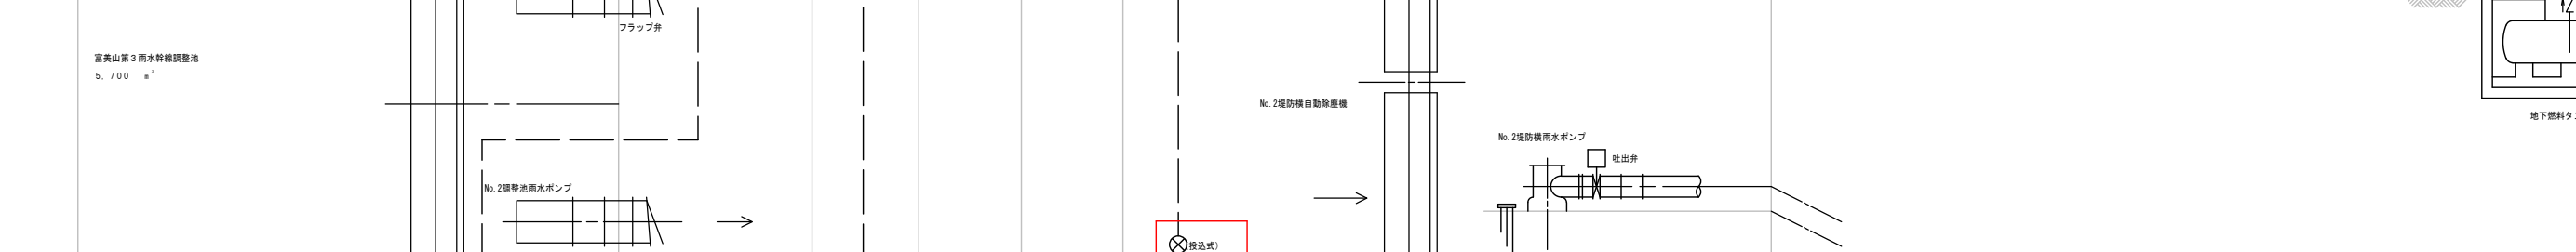 フラップ弁
富美山第3雨水幹線調整池
5,700 m³
No.2堤防横自動除塵機
No.2堤防横雨水ポンプ
吐出弁
地下燃料タ
No.2調整池雨水ポンプ
投込式)